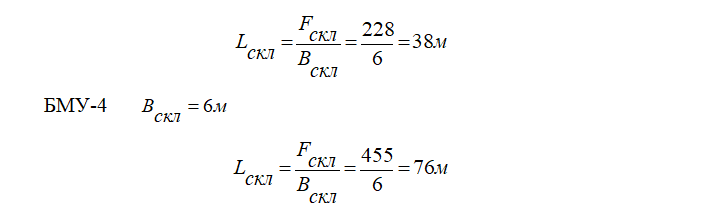 L_скл = F_скл / B_скл = 228 / 6 = 38м
БМУ-4 B_скл = 6м
L_скл = F_скл / B_скл = 455 / 6 = 76м